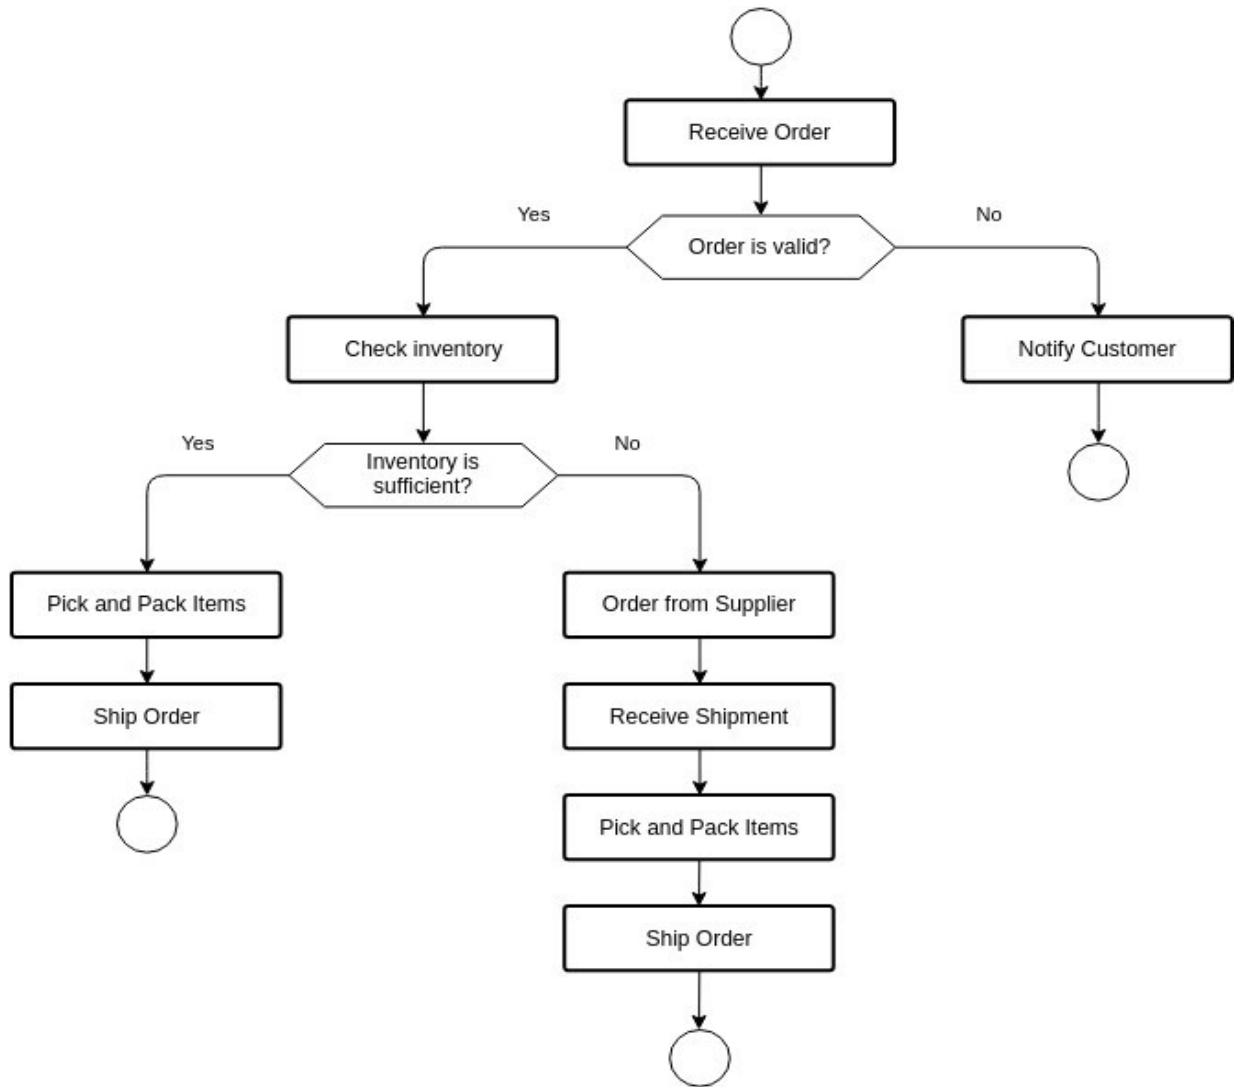 Receive Order
Yes
No
Order is valid?
Check inventory
Notify Customer
Yes
No
Inventory is
sufficient?
Pick and Pack Items
Order from Supplier
Ship Order
Receive Shipment
Pick and Pack Items
Ship Order